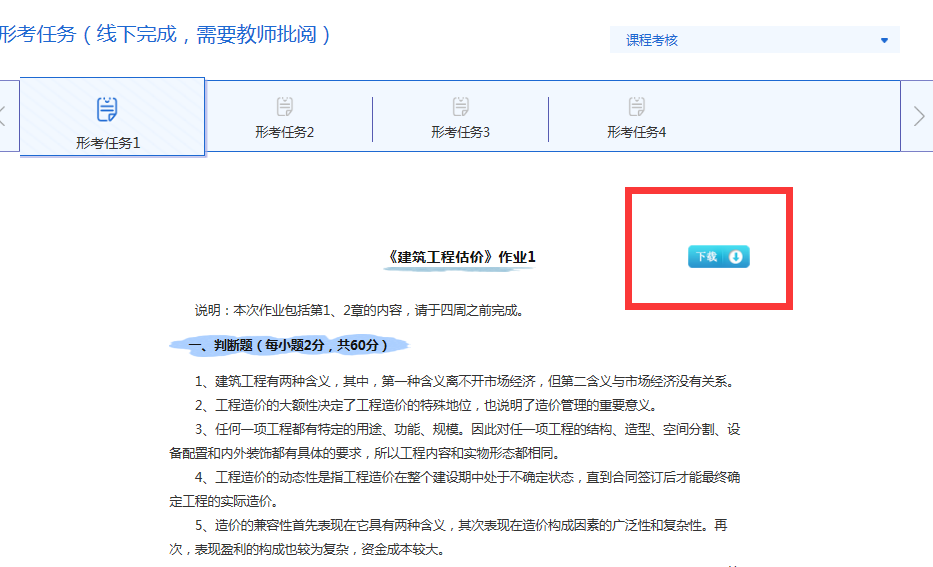 形考任务（线下完成，需要教师批阅）
课程考核
形考任务1
形考任务2
形考任务3
形考任务4
下载
《建筑工程估价》作业1
说明：本次作业包括第1、2章的内容，请于四周之前完成。
一、判断题（每小题2分，共60分）
1、建筑工程有两种含义，其中，第一种含义离不开市场经济，但第二含义与市场经济没有关系。
2、工程造价的大额性决定了工程造价的特殊地位，也说明了造价管理的重要意义。
3、任何一项工程都有特定的用途、功能、规模。因此对任一项工程的结构、造型、空间分割、设
备配置和内外装饰都有具体的要求，所以工程内容和实物形态都相同。
4、工程造价的动态性是指工程造价在整个建设期中处于不确定状态，直到合同签订后才能最终确
定工程的实际造价。
5、造价的兼容性首先表现在它具有两种含义，其次表现在造价构成因素的广泛性和复杂性。再
次，表现盈利的构成也较为复杂，资金成本较大。